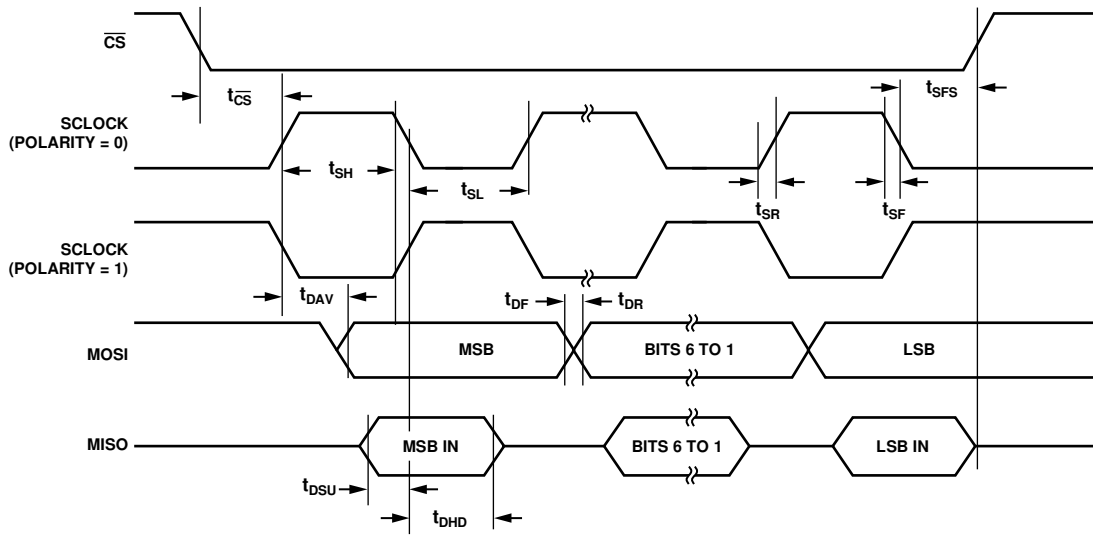 CS
tCS
tSFS
SCLOCK
(POLARITY = 0)
tSH
tSL
tSR
tSF
SCLOCK
(POLARITY = 1)
tDAV
tDF
tDR
MOSI
MSB
BITS 6 TO 1
LSB
MISO
MSB IN
BITS 6 TO 1
LSB IN
tDSU
tDHD